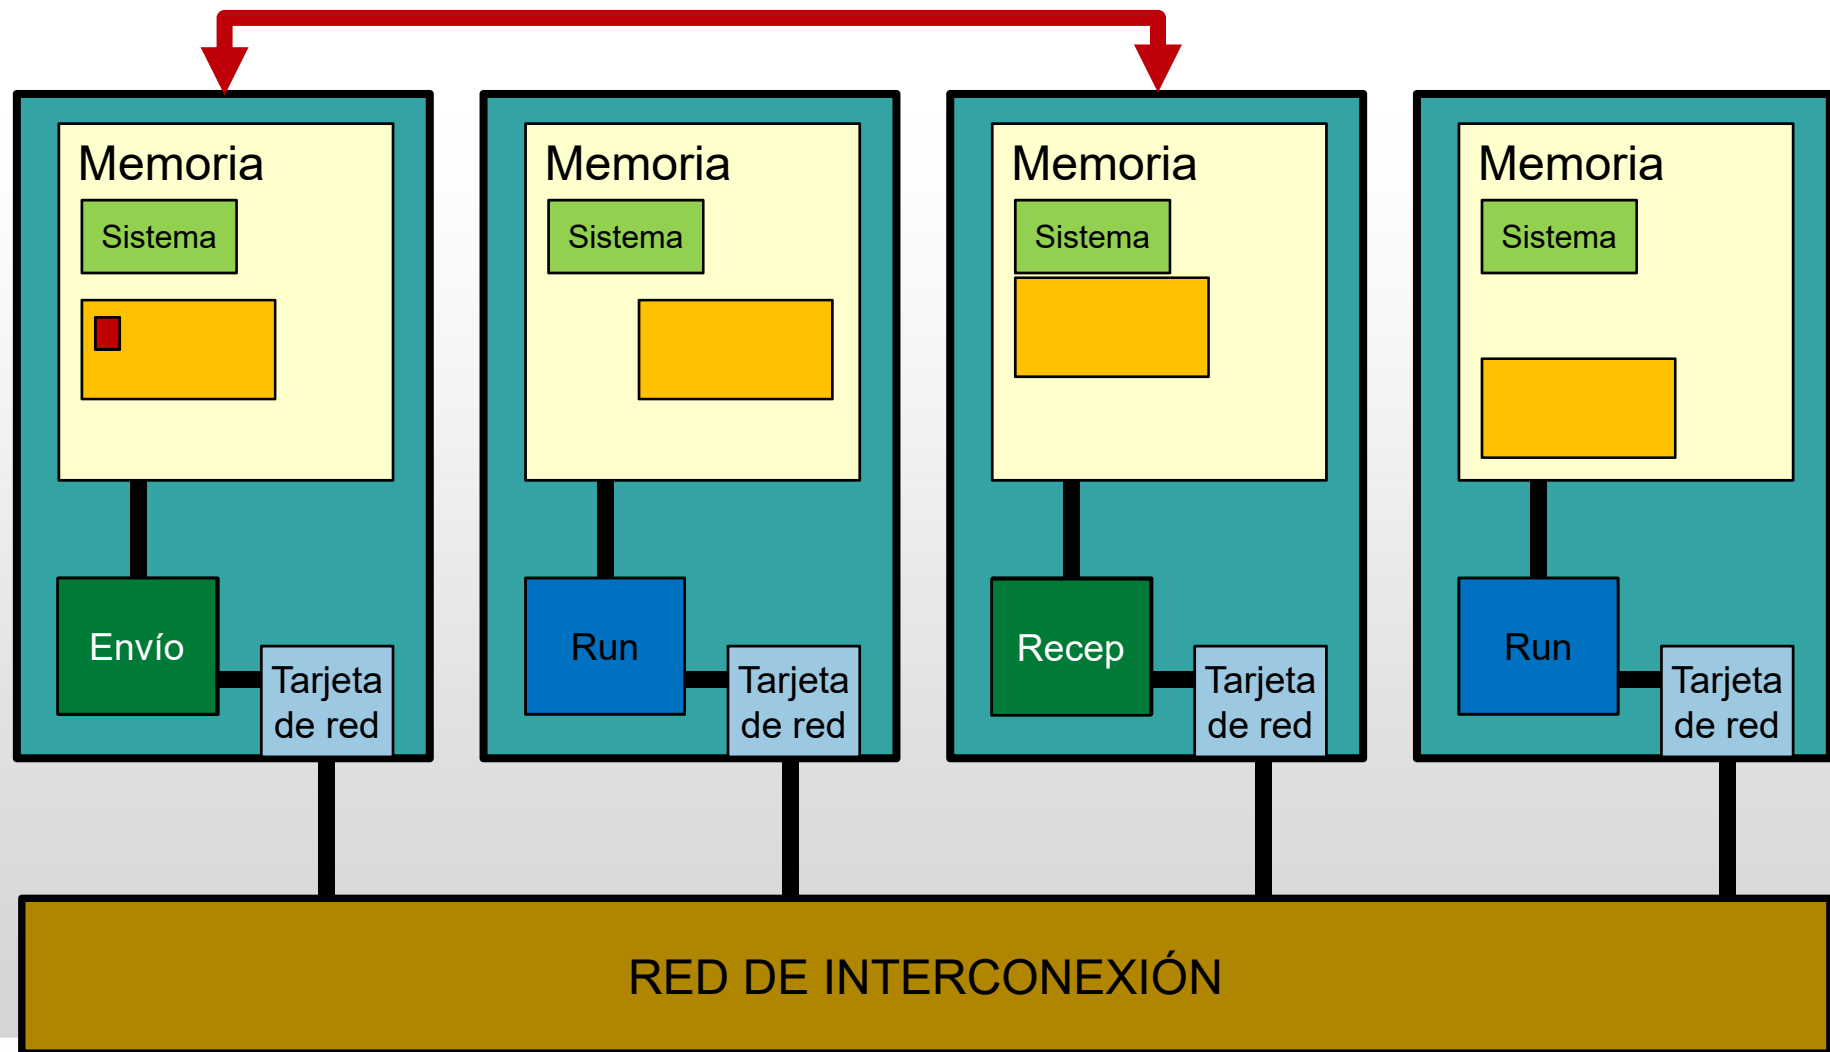 Memoria
Sistema
Envío
Tarjeta
de red
Memoria
Sistema
Run
Tarjeta
de red
Memoria
Sistema
Recep
Tarjeta
de red
Memoria
Sistema
Run
Tarjeta
de red
RED DE INTERCONEXIÓN